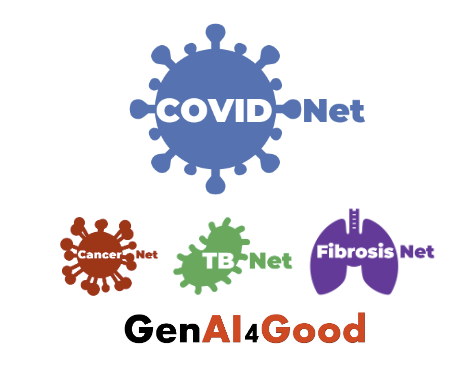 COVID Net
Cancer Net TB Net Fibrosis Net
GenAI4Good